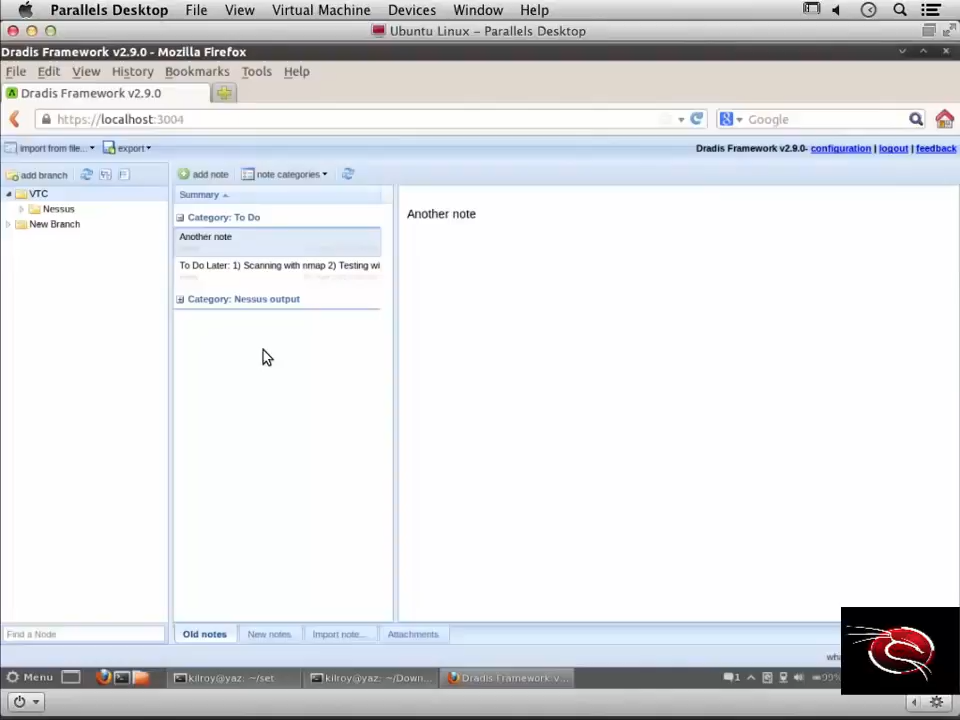 Parallels Desktop File View Virtual Machine Devices Window Help
Ubuntu Linux – Parallels Desktop
Dradis Framework v2.9.0 - Mozilla Firefox
File Edit View History Bookmarks Tools Help
Dradis Framework v2.9.0
https://localhost:3004 Google
import from file... export Dradis Framework v2.9.0- configuration | logout | feedback
add branch add note note categories
VTC Summary
Nessus Category: To Do Another note
New Branch Another note
To Do Later: 1) Scanning with nmap 2) Testing wi
Category: Nessus output
Find a Node Old notes New notes Import note... Attachments
Menu kilroy@yaz: ~/set kilroy@yaz: ~/Down... Dradis Framework v... 1